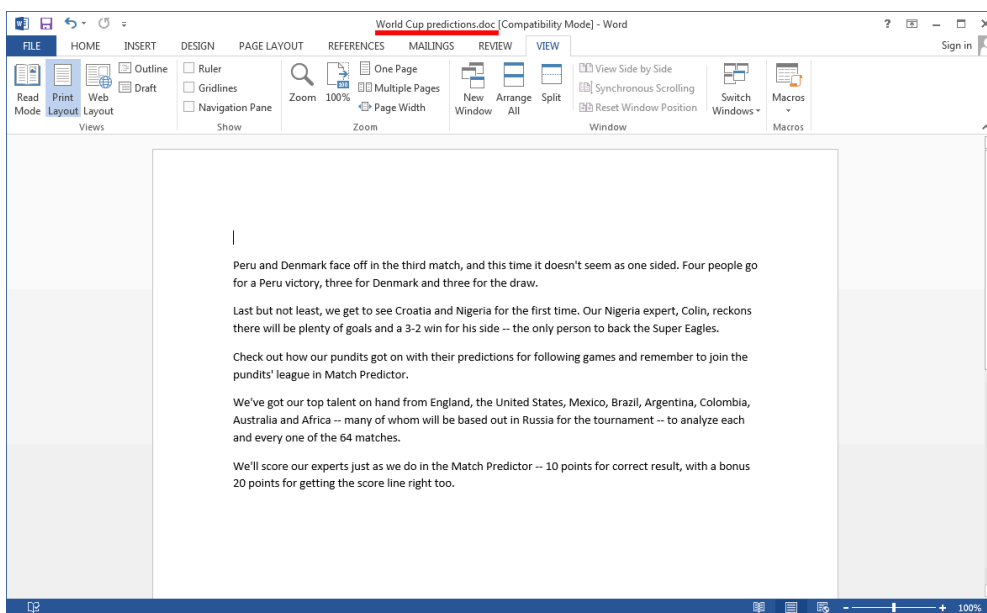 World Cup predictions.doc [Compatibility Mode] - Word
FILE HOME INSERT DESIGN PAGE LAYOUT REFERENCES MAILINGS REVIEW VIEW Sign in
Read Mode
Print Layout
Web Layout
Outline
Draft
Views
Ruler
Gridlines
Navigation Pane
Show
Zoom
100%
One Page
Multiple Pages
Page Width
Zoom
New Window
Arrange All
Split
View Side by Side
Synchronous Scrolling
Reset Window Position
Window
Switch Windows
Macros
Macros
Peru and Denmark face off in the third match, and this time it doesn't seem as one sided. Four people go
for a Peru victory, three for Denmark and three for the draw.
Last but not least, we get to see Croatia and Nigeria for the first time. Our Nigeria expert, Colin, reckons
there will be plenty of goals and a 3-2 win for his side -- the only person to back the Super Eagles.
Check out how our pundits got on with their predictions for following games and remember to join the
pundits' league in Match Predictor.
We've got our top talent on hand from England, the United States, Mexico, Brazil, Argentina, Colombia,
Australia and Africa -- many of whom will be based out in Russia for the tournament -- to analyze each
and every one of the 64 matches.
We'll score our experts just as we do in the Match Predictor -- 10 points for correct result, with a bonus
20 points for getting the score line right too.
100%